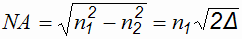 NA = √(n₁² − n₂²) = n₁√(2Δ)